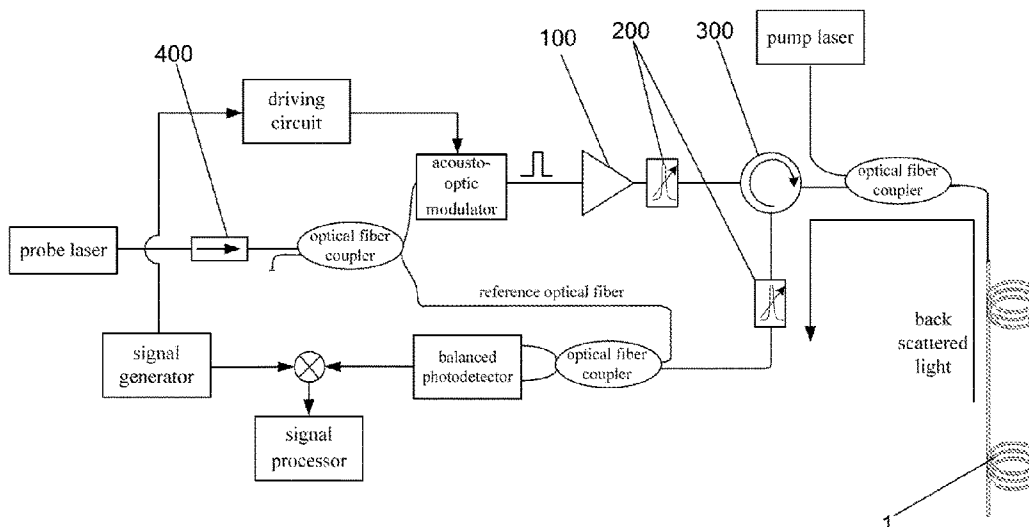 400
driving
circuit
100
200
300
pump laser
acousto-
optic
modulator
optical fiber
coupler
probe laser
optical fiber
coupler
reference optical fiber
signal
generator
balanced
photodetector
optical fiber
coupler
back
scattered
light
signal
processor
1